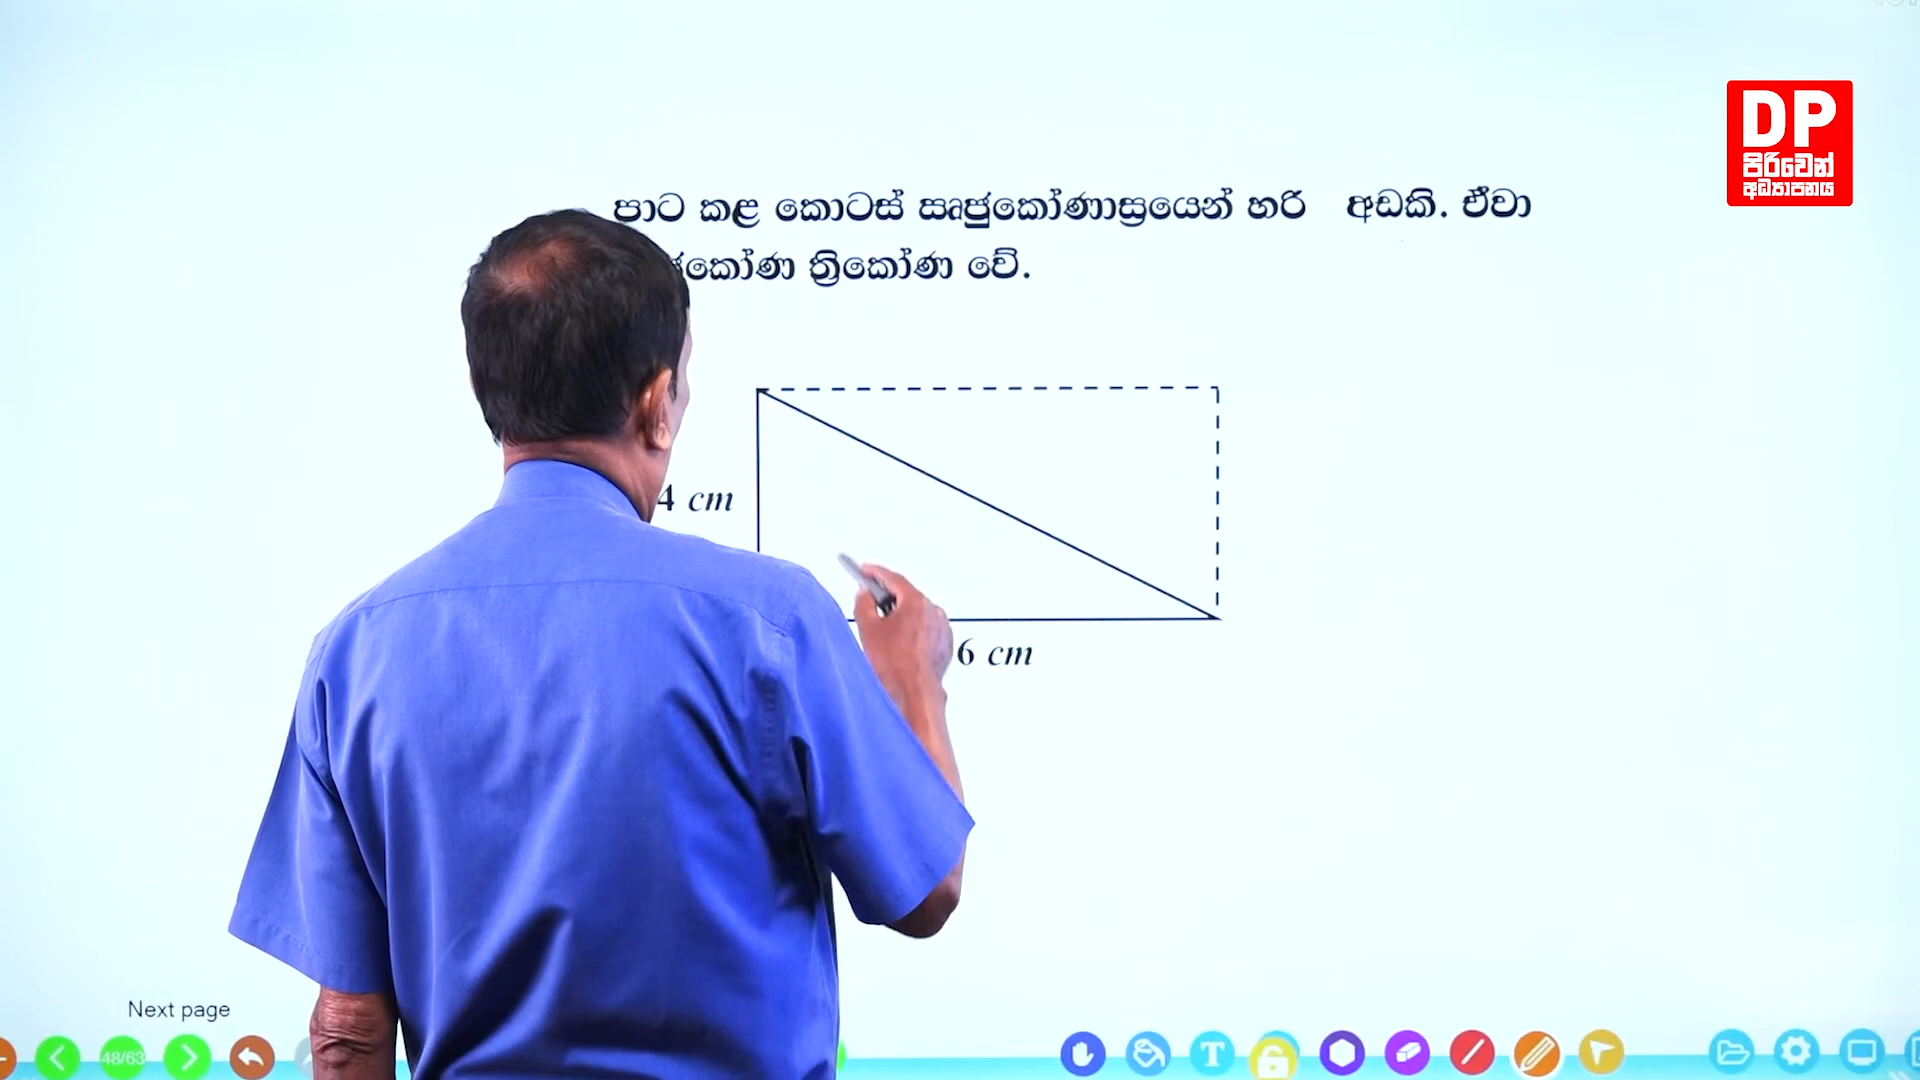 DP
පිරිවෙන්
අධ්‍යාපනය
පාට කළ කොටස් සෘජුකෝණාස්‍රයෙන් හරි අඩකි. ඒවා
ත්‍රිකෝණ වේ.
4 cm
6 cm
Next page
48/63
T